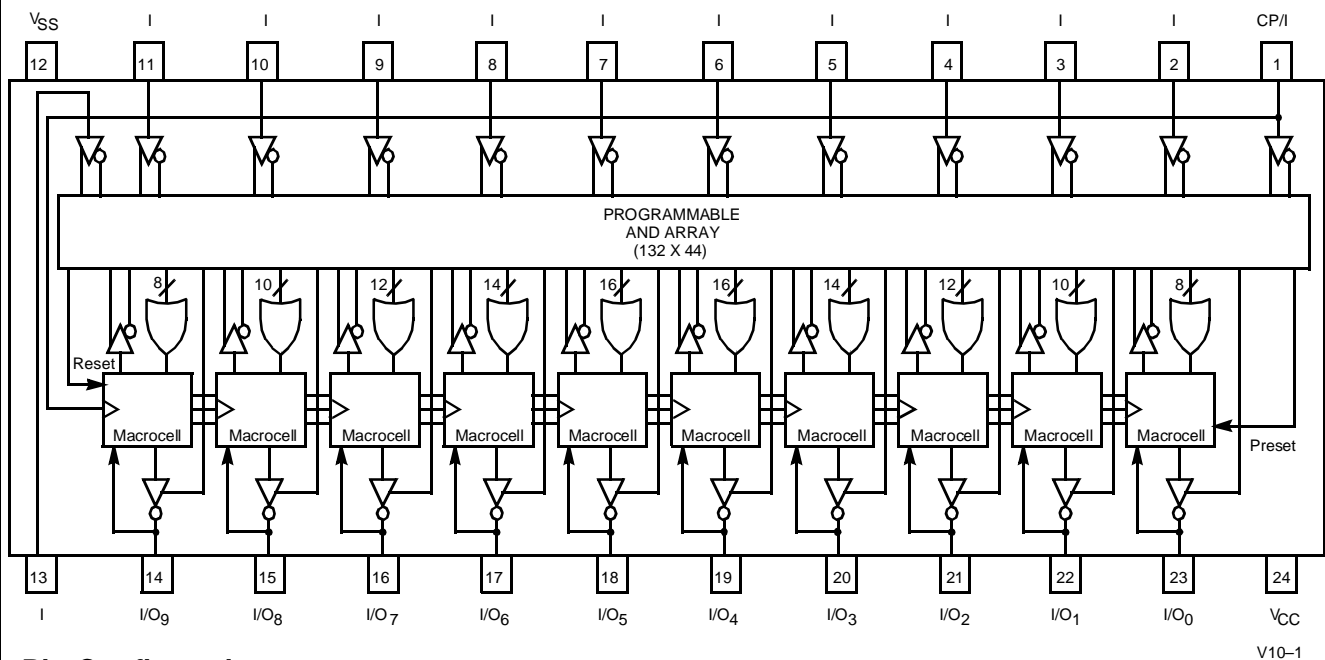 VSS I I I I I I I I I I CP/I
12 11 10 9 8 7 6 5 4 3 2 1
PROGRAMMABLE
AND ARRAY
(132 X 44)
8 10 12 14 16 16 14 12 10 8
Reset
Macrocell Macrocell Macrocell Macrocell Macrocell Macrocell Macrocell Macrocell Macrocell Macrocell
Preset
13 14 15 16 17 18 19 20 21 22 23 24
I I/O9 I/O8 I/O7 I/O6 I/O5 I/O4 I/O3 I/O2 I/O1 I/O0 VCC
V10–1